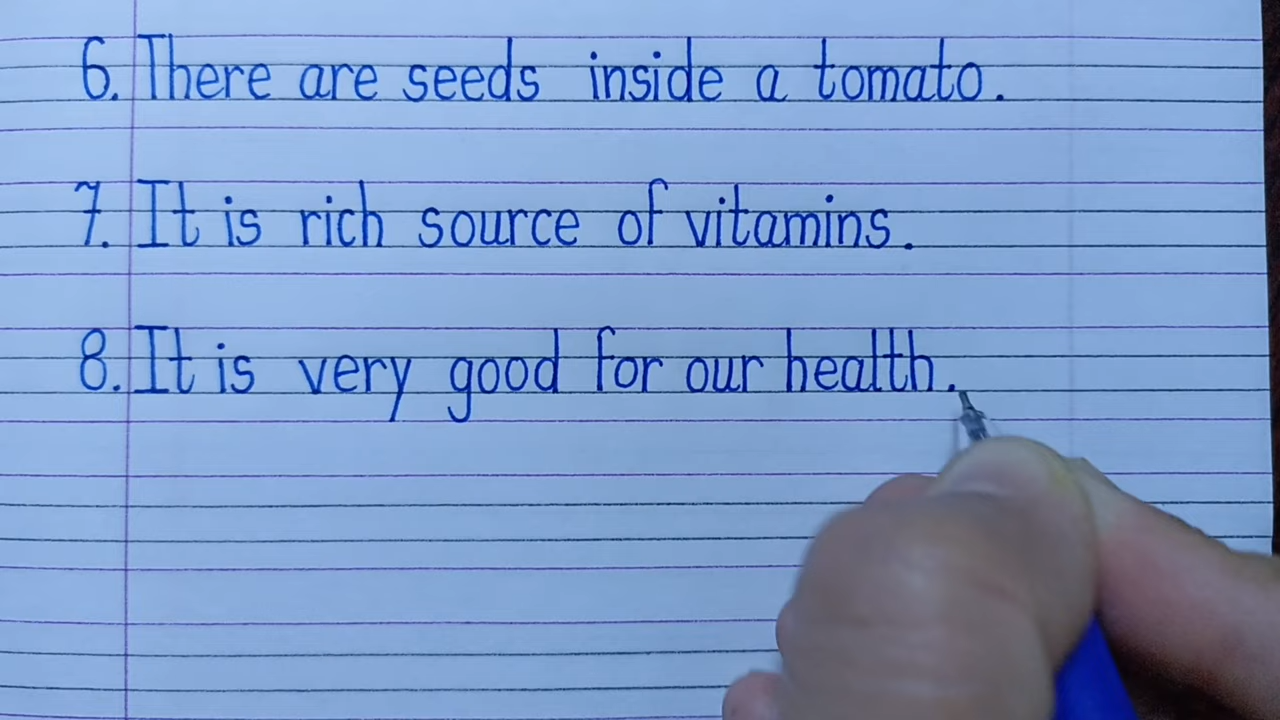 6. There are seeds inside a tomato.
7. It is rich source of vitamins.
8. It is very good for our health.